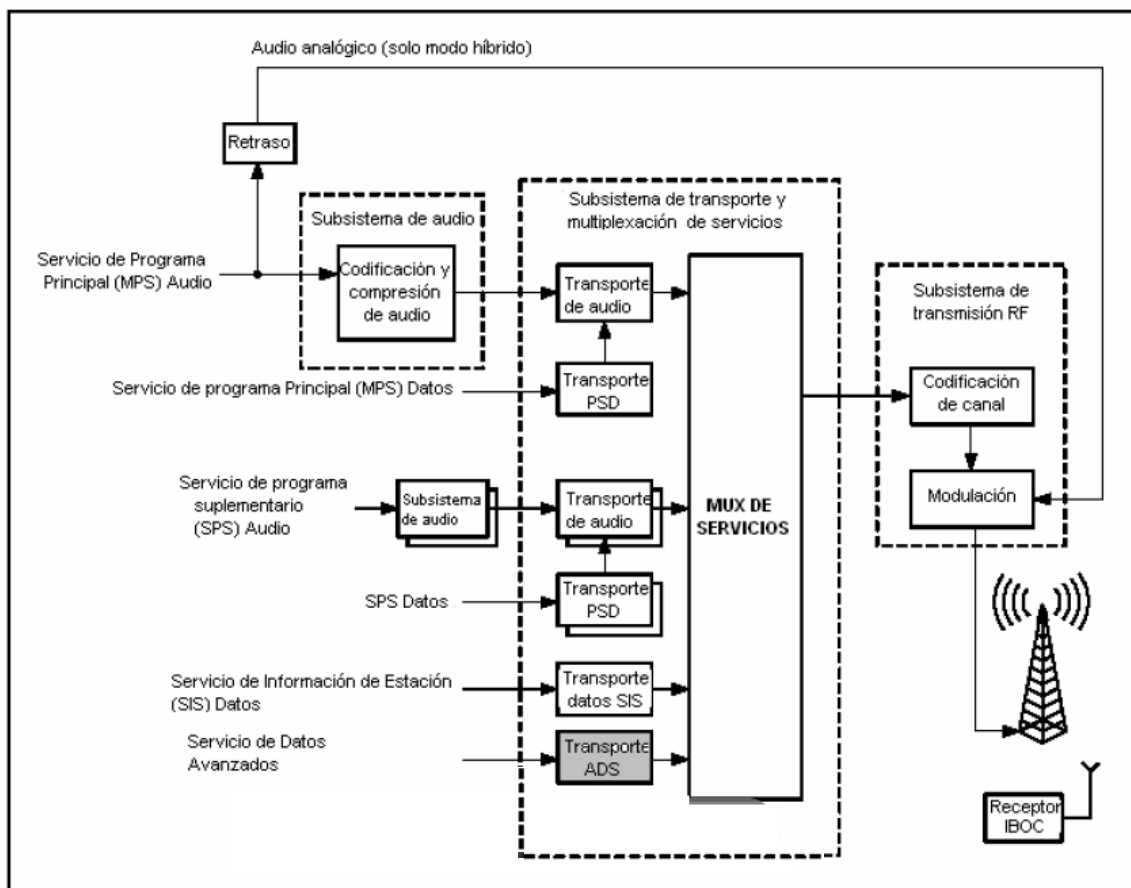 Audio analógico (solo modo híbrido)
Retraso
Subsistema de audio
Servicio de Programa
Principal (MPS) Audio
Codificación y
compresión
de audio
Subsistema de transporte y
multiplexación de servicios
Transporte
de audio
Servicio de programa Principal (MPS) Datos
Transporte
PSD
Servicio de programa
suplementario
(SPS) Audio
Subsistema
de audio
Transporte
de audio
SPS Datos
Transporte
PSD
Servicio de Información de Estación
(SIS) Datos
Transporte
datos SIS
Servicio de Datos
Avanzados
Transporte
ADS
MUX DE
SERVICIOS
Subsistema de
transmisión RF
Codificación
de canal
Modulación
Receptor
IBOC